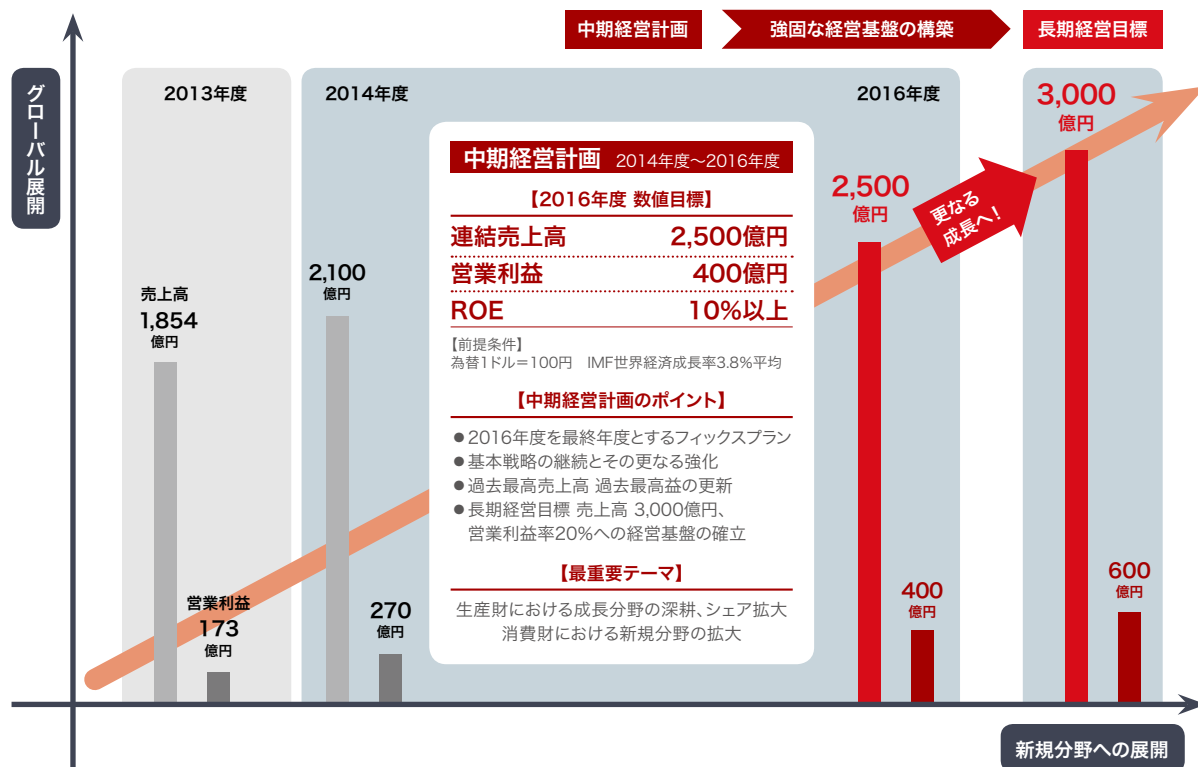 中期経営計画
強固な経営基盤の構築
長期経営目標
グローバル展開
2013年度
売上高
1,854
億円
営業利益
173
億円
2014年度
2,100
億円
270
億円
中期経営計画 2014年度～2016年度
【2016年度 数値目標】
連結売上高 2,500億円
営業利益 400億円
ROE 10%以上
【前提条件】
為替1ドル＝100円 IMF世界経済成長率3.8%平均
【中期経営計画のポイント】
●2016年度を最終年度とするフィックスプラン
●基本戦略の継続とその更なる強化
●過去最高売上高 過去最高益の更新
●長期経営目標 売上高 3,000億円、
営業利益率20%への経営基盤の確立
【最重要テーマ】
生産財における成長分野の深耕、シェア拡大
消費財における新規分野の拡大
2016年度
2,500
億円
400
億円
更なる
成長へ！
3,000
億円
600
億円
新規分野への展開